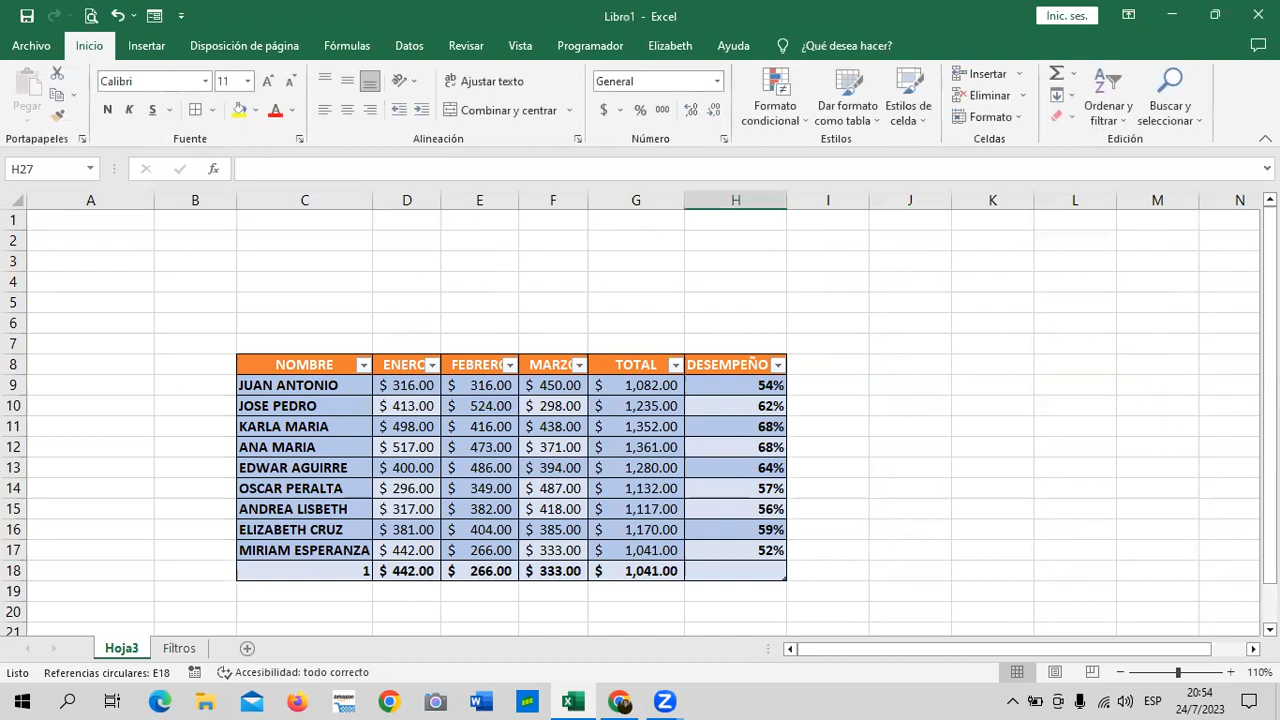 Libro1 - Excel
Inic. ses.
Archivo Inicio Insertar Disposición de página Fórmulas Datos Revisar Vista Programador Elizabeth Ayuda ¿Qué desea hacer?
Pegar
Calibri 11
N K S
Ajustar texto
Combinar y centrar
General
$ % 000
Formato condicional
Dar formato como tabla
Estilos de celda
Insertar
Eliminar
Formato
Ordenar y filtrar
Buscar y seleccionar
Portapapeles Fuente Alineación Número Estilos Celdas Edición
H27 fx
A B C D E F G H I J K L M N
1
2
3
4
5
6
7
8 NOMBRE ENERO FEBRERO MARZO TOTAL DESEMPEÑO
9 JUAN ANTONIO $ 316.00 $ 316.00 $ 450.00 $ 1,082.00 54%
10 JOSE PEDRO $ 413.00 $ 524.00 $ 298.00 $ 1,235.00 62%
11 KARLA MARIA $ 498.00 $ 416.00 $ 438.00 $ 1,352.00 68%
12 ANA MARIA $ 517.00 $ 473.00 $ 371.00 $ 1,361.00 68%
13 EDWAR AGUIRRE $ 400.00 $ 486.00 $ 394.00 $ 1,280.00 64%
14 OSCAR PERALTA $ 296.00 $ 349.00 $ 487.00 $ 1,132.00 57%
15 ANDREA LISBETH $ 317.00 $ 382.00 $ 418.00 $ 1,117.00 56%
16 ELIZABETH CRUZ $ 381.00 $ 404.00 $ 385.00 $ 1,170.00 59%
17 MIRIAM ESPERANZA $ 442.00 $ 266.00 $ 333.00 $ 1,041.00 52%
18 1 $ 442.00 $ 266.00 $ 333.00 $ 1,041.00
19
20
21
Hoja3 Filtros
Listo Referencias circulares: E18 Accesibilidad: todo correcto 110%
ESP
20:54
24/7/2023